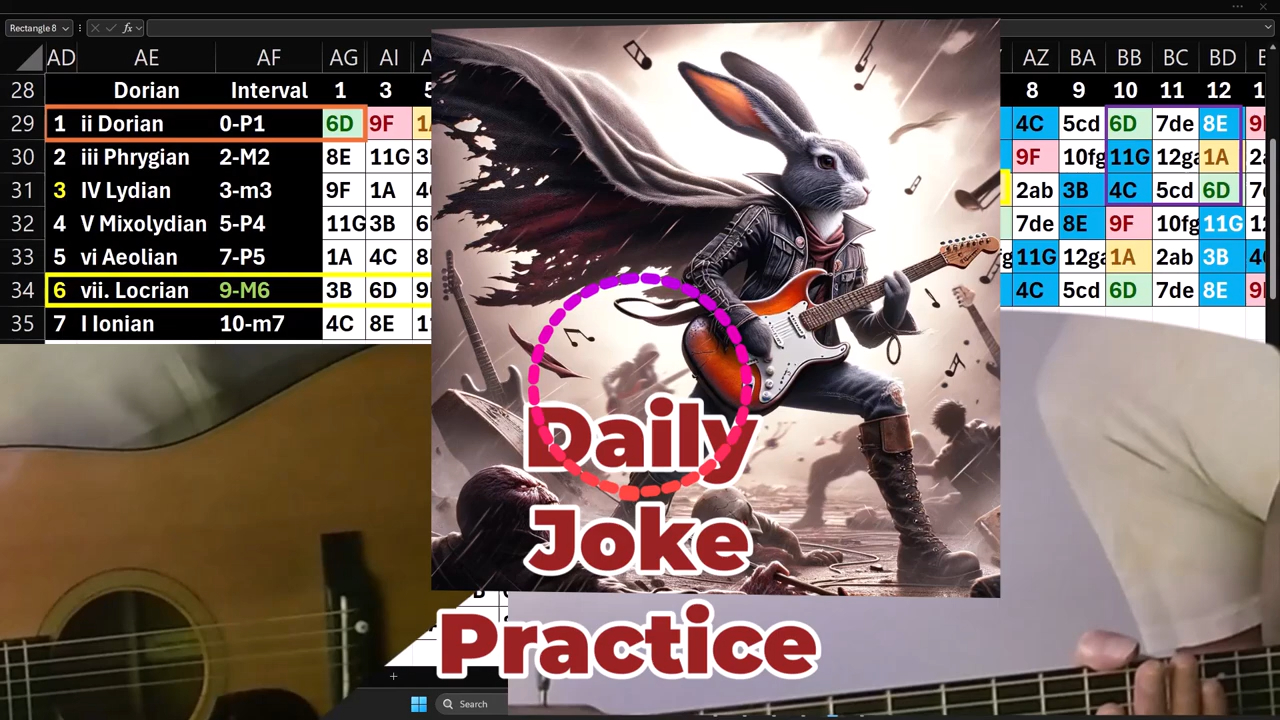 Rectangle 8
fx
AD AE AF AG AI AZ BA BB BC BD
28 Dorian Interval 1 3 8 9 10 11 12
29 1 ii Dorian 0-P1 6D 9F 4C 5cd 6D 7de 8E
30 2 iii Phrygian 2-M2 8E 11G 9F 10fg 11G 12ga 1A
31 3 IV Lydian 3-m3 9F 1A 2ab 3B 4C 5cd 6D
32 4 V Mixolydian 5-P4 11G 3B 7de 8E 9F 10fg 11G
33 5 vi Aeolian 7-P5 1A 4C 11G 12ga 1A 2ab 3B
34 6 vii. Locrian 9-M6 3B 6D 4C 5cd 6D 7de 8E
35 7 I Ionian 10-m7 4C 8E
Daily
Joke
Practice
Search